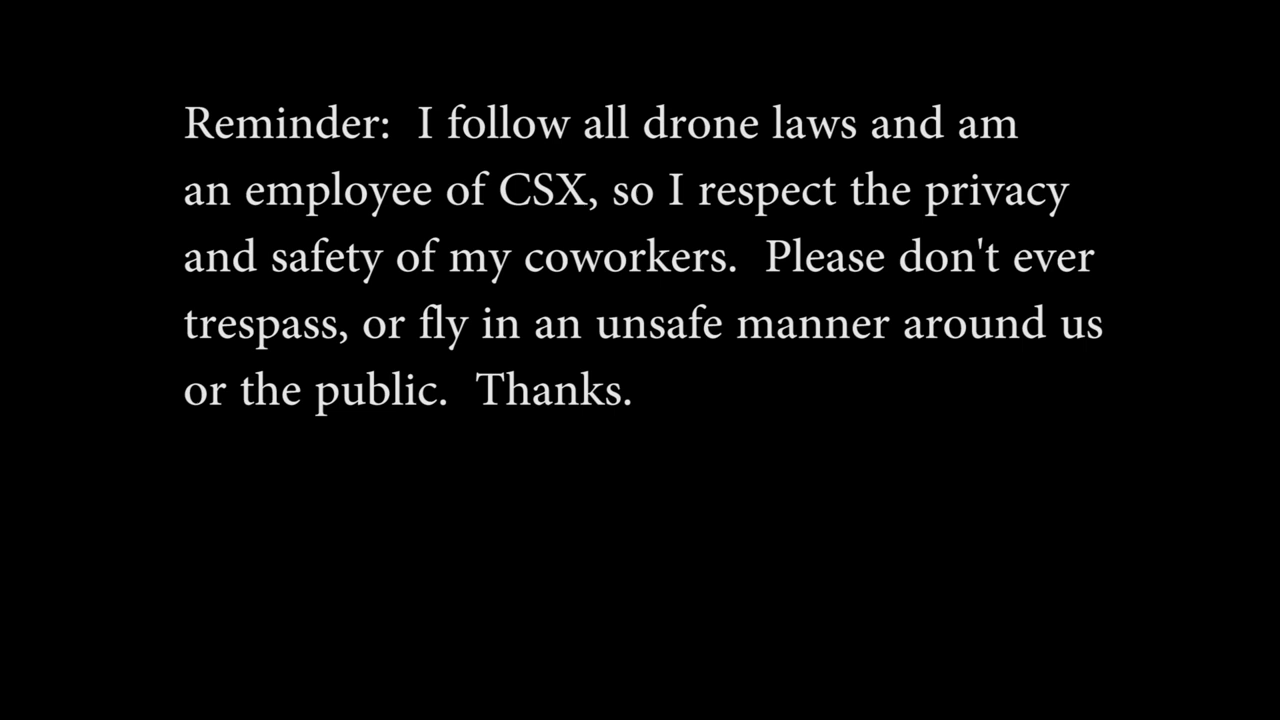 Reminder:  I follow all drone laws and am
an employee of CSX, so I respect the privacy
and safety of my coworkers.  Please don't ever
trespass, or fly in an unsafe manner around us
or the public.  Thanks.